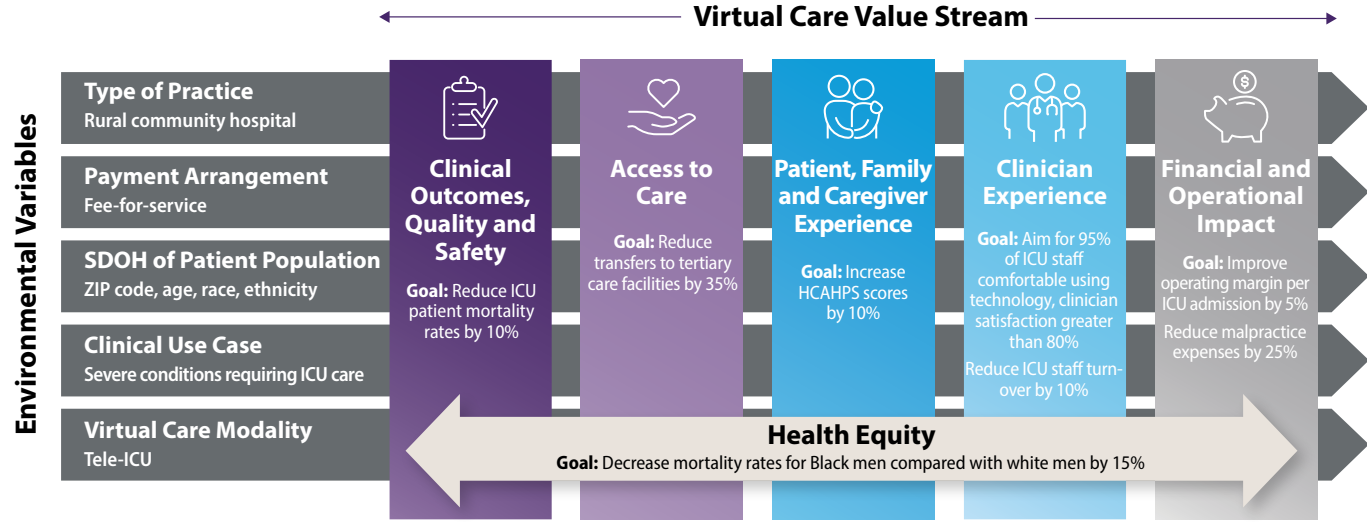 Virtual Care Value Stream
Environmental Variables
Type of Practice
Rural community hospital
Payment Arrangement
Fee-for-service
SDOH of Patient Population
ZIP code, age, race, ethnicity
Clinical Use Case
Severe conditions requiring ICU care
Virtual Care Modality
Tele-ICU
Clinical
Outcomes,
Quality and
Safety
Goal: Reduce ICU
patient mortality
rates by 10%
Access to
Care
Goal: Reduce
transfers to tertiary
care facilities by 35%
Patient, Family
and Caregiver
Experience
Goal: Increase
HCAHPS scores
by 10%
Clinician
Experience
Goal: Aim for 95%
of ICU staff
comfortable using
technology, clinician
satisfaction greater
than 80%
Reduce ICU staff turn-
over by 10%
$
Financial and
Operational
Impact
Goal: Improve
operating margin per
ICU admission by 5%
Reduce malpractice
expenses by 25%
Health Equity
Goal: Decrease mortality rates for Black men compared with white men by 15%